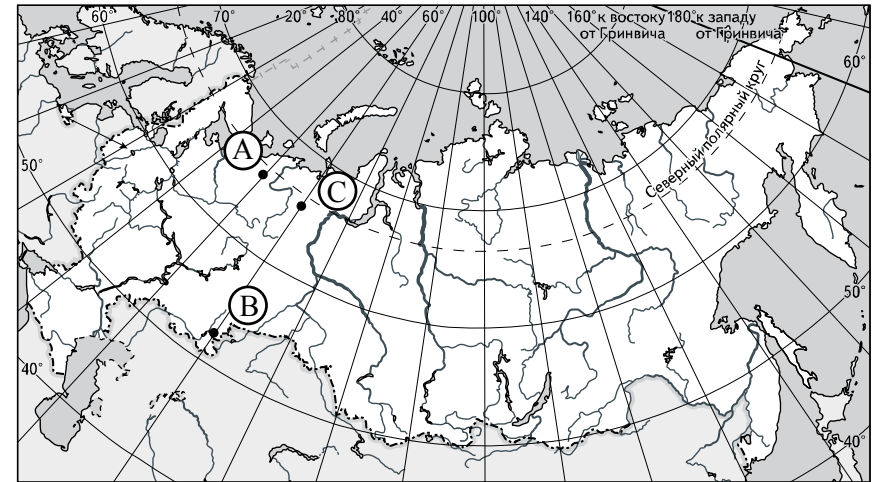 60° 70° 20° 80° 40° 60° 100° 140° 160° к востоку 180° к западу
от Гринвича от Гринвича
60°
Северный полярный круг
A
C
50°
B
50°
40°
40°